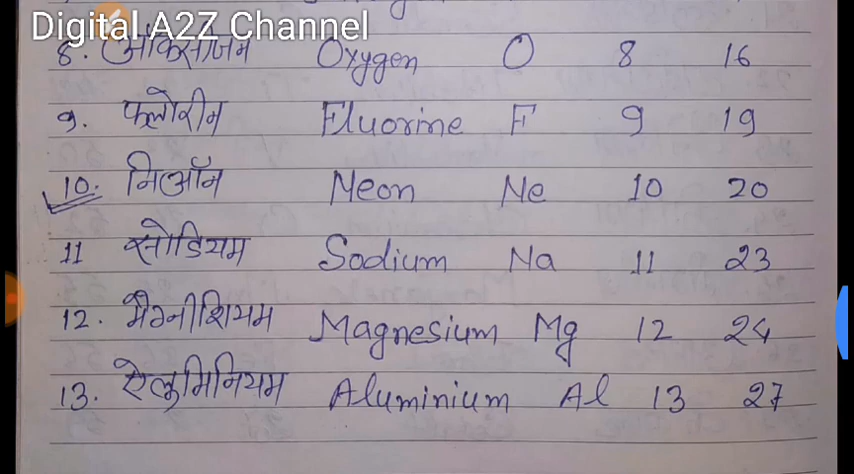 Digital A2Z Channel
8. ऑक्सीजन Oxygen O 8 16
9. फ्लोरीन Fluorine F 9 19
10. निऑन Neon Ne 10 20
11 सोडियम Sodium Na 11 23
12. मैग्नीशियम Magnesium Mg 12 24
13. ऐलुमिनियम Aluminium Al 13 27